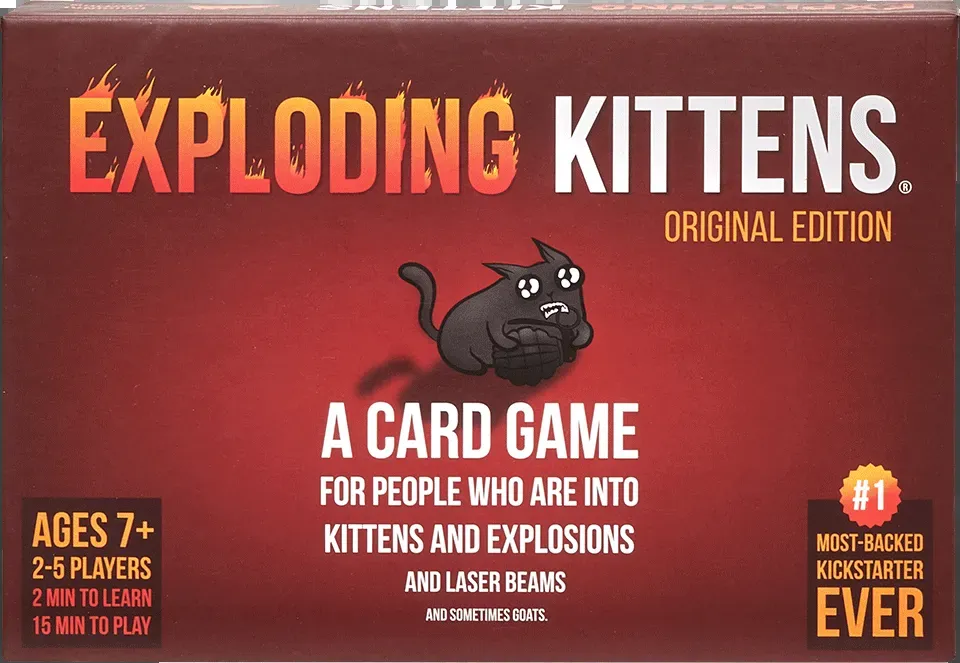 EXPLODING KITTENS®
ORIGINAL EDITION
A CARD GAME
FOR PEOPLE WHO ARE INTO
KITTENS AND EXPLOSIONS
AND LASER BEAMS
AND SOMETIMES GOATS.
AGES 7+
2-5 PLAYERS
2 MIN TO LEARN
15 MIN TO PLAY
#1
MOST-BACKED
KICKSTARTER
EVER